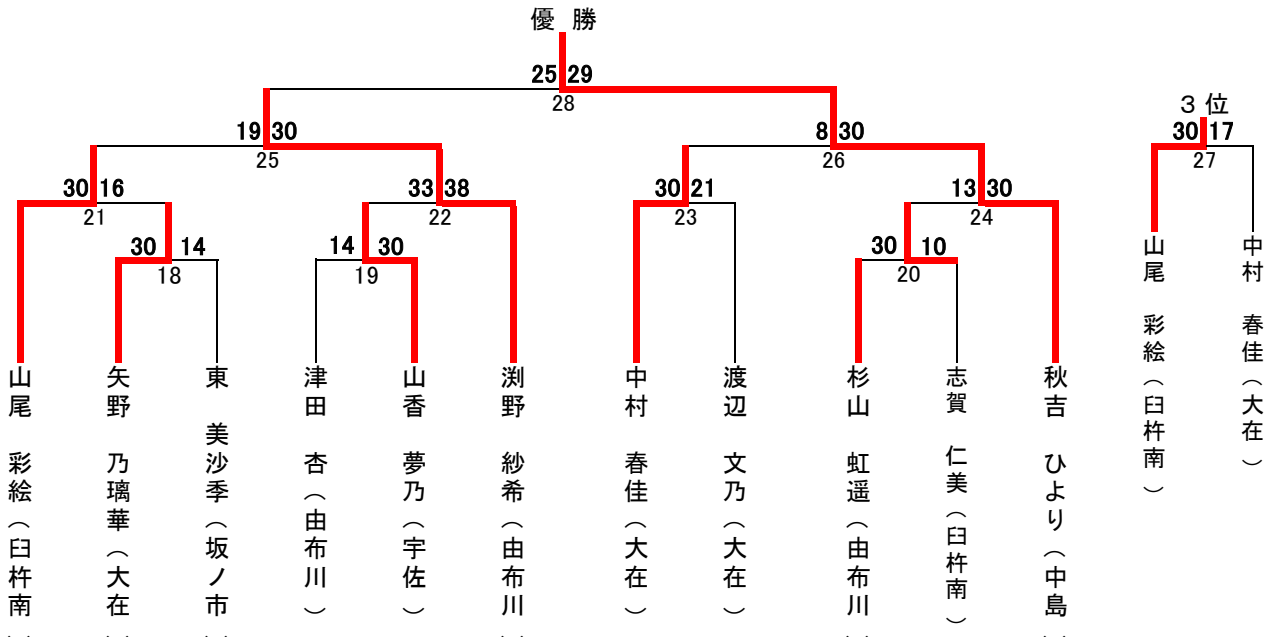 優 勝
25 29
28
3 位
19 30
8 30
30 17
25
26
27
30 16
33 38
30 21
13 30
21
22
23
24
30 14
14 30
30 10
18
19
20
山尾 彩絵（臼杵南）
中村 春佳（大在）
山尾 彩絵（臼杵南
矢野 乃璃華（大在
東 美沙季（坂ノ市
津田 杏（由布川）
山香 夢乃（宇佐）
渕野 紗希（由布川
中村 春佳（大在）
渡辺 文乃（大在）
杉山 虹遥（由布川
志賀 仁美（臼杵南）
秋吉 ひより（中島